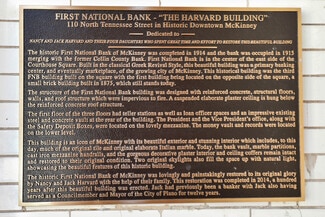 FIRST NATIONAL BANK - "THE HARVARD BUILDING"
110 North Tennessee Street in Historic Downtown McKinney
Dedicated to
NANCY AND JACK HARVARD AND THEIR FOUR DAUGHTERS WHO SPENT GREAT TIME AND EFFORT TO RESTORE THIS BEAUTIFUL BUILDING
The historic First National Bank of McKinney was completed in 1914 and the bank was occupied in 1915
merging with the former Collin County Bank. First National Bank is in the center of the east side of the
Courthouse Square. Built in the classical Greek Revival Style, this beautiful building was a primary banking
center, and eventually marketplace, of the growing city of McKinney. This historical building was the third
FNB building built on the square with the first building being located on the opposite side of the square, a
small brick building built in 1873, which still stands today.
The structure of the First National Bank building was designed with reinforced concrete, structural floors,
walls, and roof structure which were impervious to fire. A suspended elaborate plaster ceiling is hung below
the reinforced concrete roof structure.
The first of the three floors had teller stations as well as loan officer spaces and an impressive existing
steel and concrete vault at the rear of the building. The President and the Vice President's office, along with
the Safety Deposit Boxes, were located on the lovely mezzanine. The money vault and records were located
on the lower level.
This building is an icon of McKinney with its beautiful exterior and stunning interior which includes, to this
day, much of the original tile and original elaborate Italian marble. Today, the bank vault, marble partitions,
cast iron mezzanine handrails, and the gorgeous decorative plaster interior and ceiling coffers remain intact
and restored to their original condition. Two original skylights also fill the space up with natural light,
showcasing the beautiful features of this historic building.
The historic First National Bank of McKinney was lovingly and painstakingly restored to its original glory
by Nancy and Jack Harvard with the help of their family. This restoration was completed in 2014, a hundred
years after this beautiful building was erected. Jack had previously been a banker with Jack also having
served as a Councilmember and Mayor of the City of Plano for twelve years.